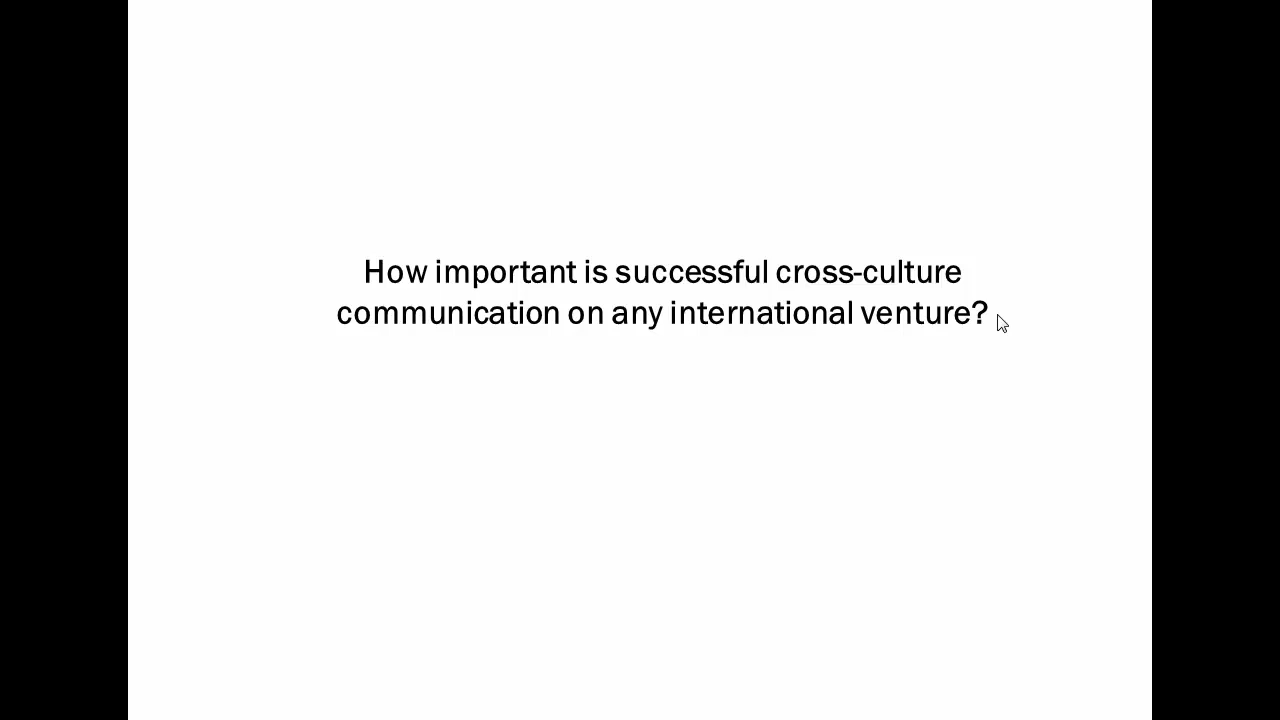 How important is successful cross-culture
communication on any international venture?